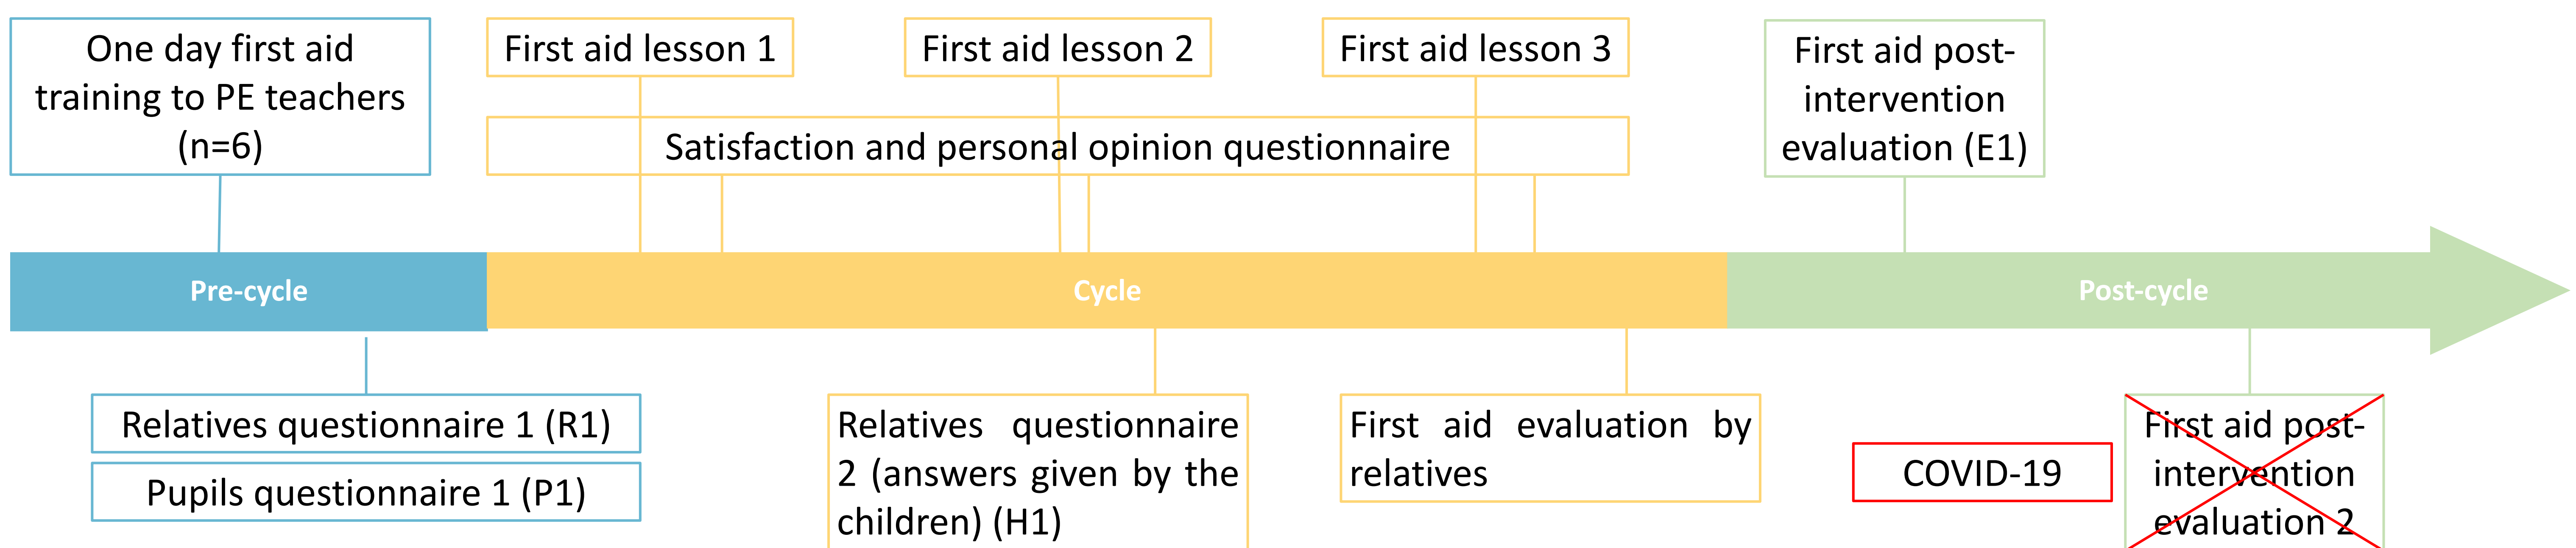 One day first aid
training to PE teachers
(n=6)
First aid lesson 1
First aid lesson 2
First aid lesson 3
Satisfaction and personal opinion questionnaire
First aid post-
intervention
evaluation (E1)
Pre-cycle
Cycle
Post-cycle
Relatives questionnaire 1 (R1)
Pupils questionnaire 1 (P1)
Relatives questionnaire
2 (answers given by the
children) (H1)
First aid evaluation by
relatives
COVID-19
First aid post-
intervention
evaluation 2